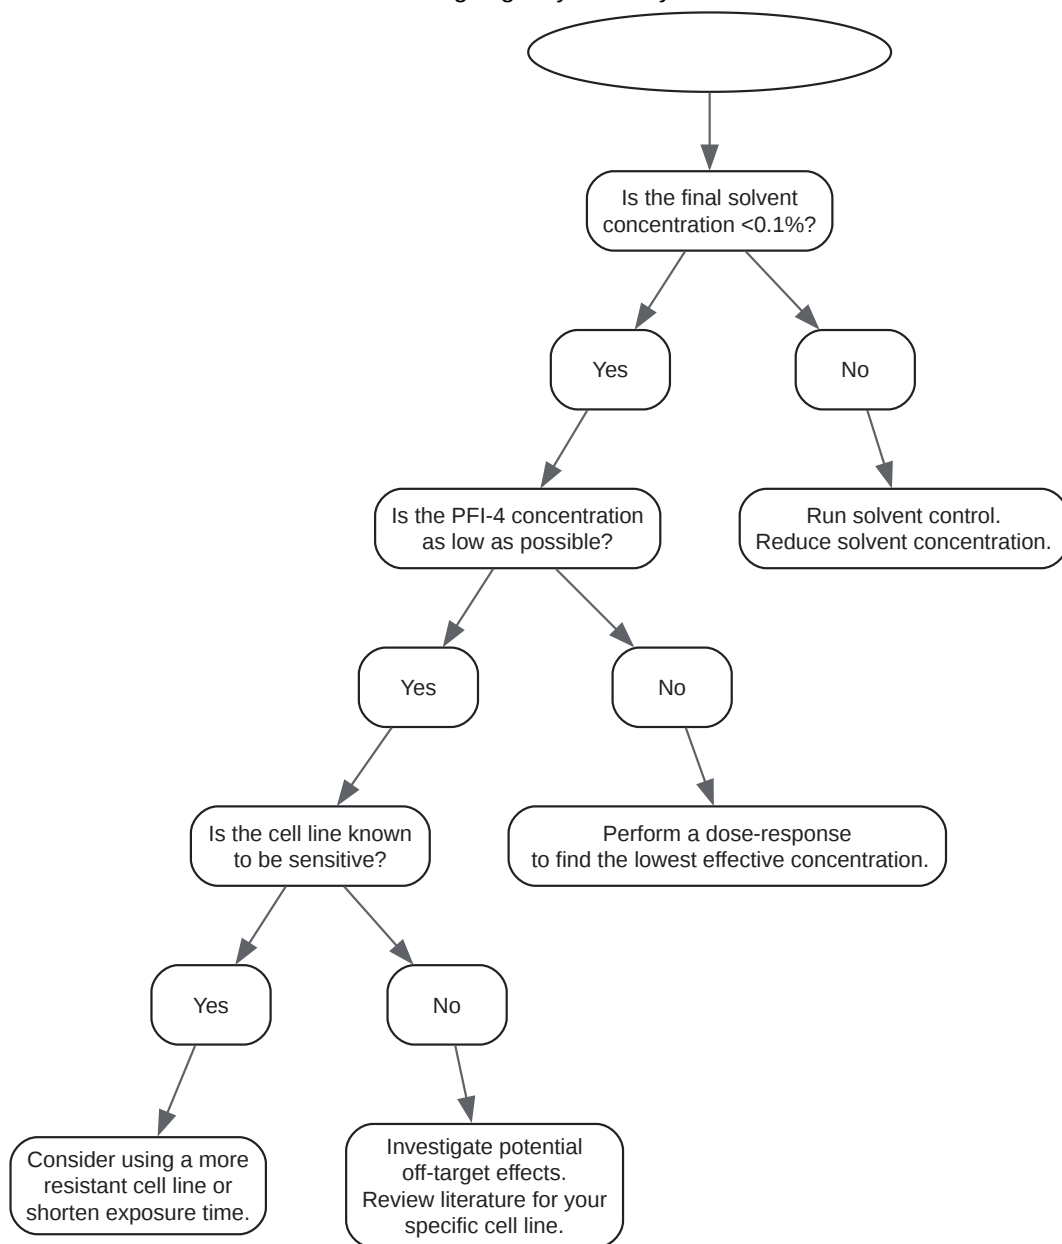 Is the final solvent
concentration <0.1%?
Yes
No
Is the PFI-4 concentration
as low as possible?
Run solvent control.
Reduce solvent concentration.
Yes
No
Is the cell line known
to be sensitive?
Perform a dose-response
to find the lowest effective concentration.
Yes
No
Consider using a more
resistant cell line or
shorten exposure time.
Investigate potential
off-target effects.
Review literature for your
specific cell line.